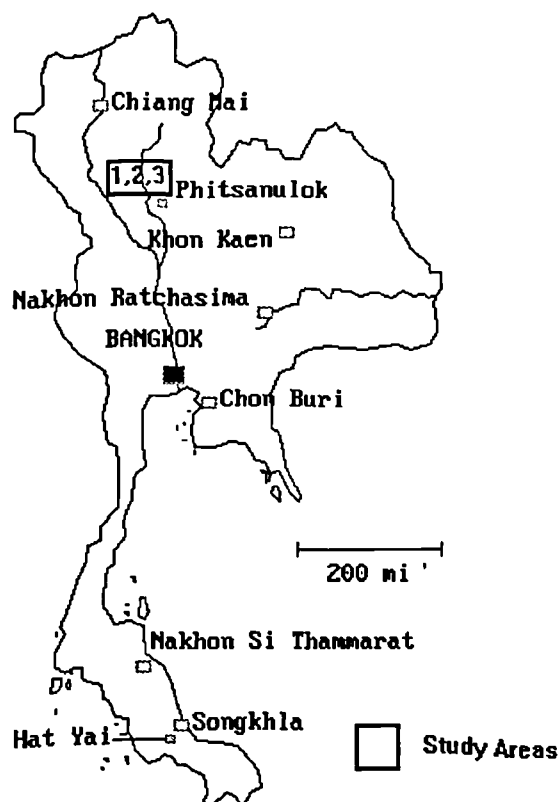 Chiang Mai
1,2,3
Phitsanulok
Khon Kaen
Nakhon Ratchasima
BANGKOK
Chon Buri
200 mi '
Nakhon Si Thammarat
Songkhla
Hat Yai
Study Areas